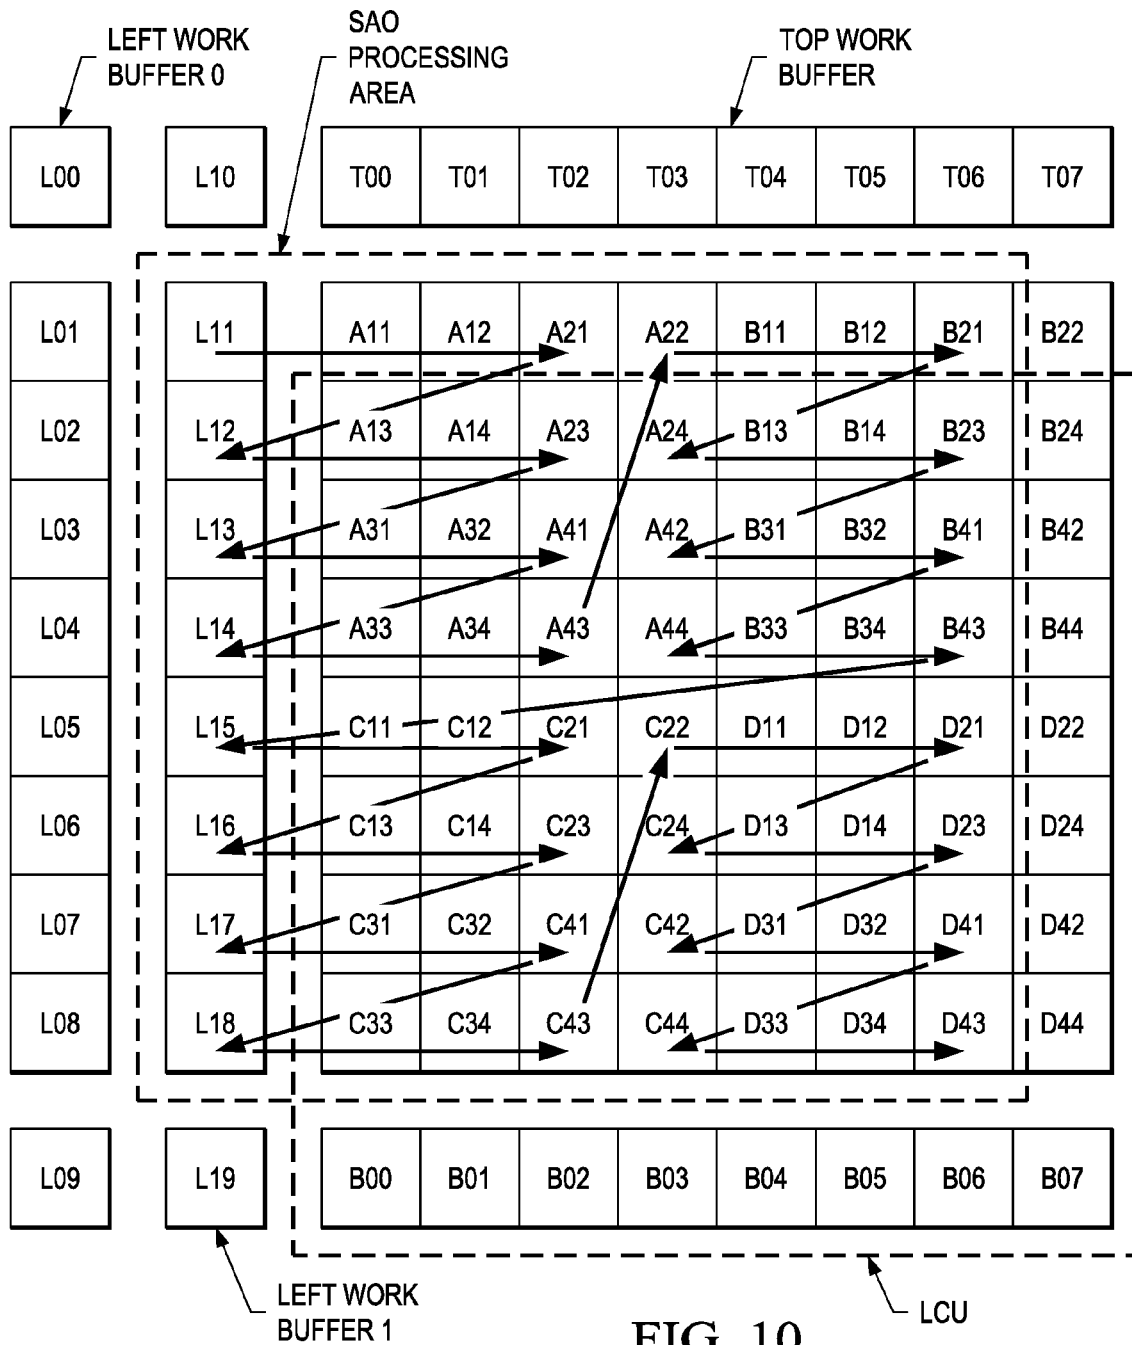 LEFT WORK
BUFFER 0
SAO
PROCESSING
AREA
TOP WORK
BUFFER
L00 L10 T00 T01 T02 T03 T04 T05 T06 T07
L01 L11 A11 A12 A21 A22 B11 B12 B21 B22
L02 L12 A13 A14 A23 A24 B13 B14 B23 B24
L03 L13 A31 A32 A41 A42 B31 B32 B41 B42
L04 L14 A33 A34 A43 A44 B33 B34 B43 B44
L05 L15 C11 C12 C21 C22 D11 D12 D21 D22
L06 L16 C13 C14 C23 C24 D13 D14 D23 D24
L07 L17 C31 C32 C41 C42 D31 D32 D41 D42
L08 L18 C33 C34 C43 C44 D33 D34 D43 D44
L09 L19 B00 B01 B02 B03 B04 B05 B06 B07
LEFT WORK
BUFFER 1
LCU
FIG. 10